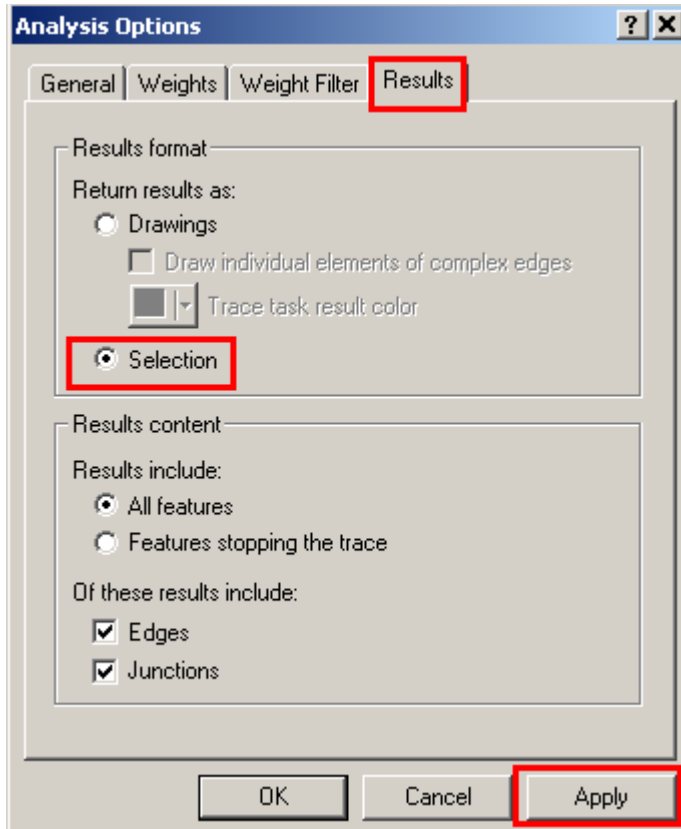 Analysis Options
General Weights Weight Filter Results
Results format
Return results as:
Drawings
Draw individual elements of complex edges
Trace task result color
Selection
Results content
Results include:
All features
Features stopping the trace
Of these results include:
Edges
Junctions
OK Cancel Apply